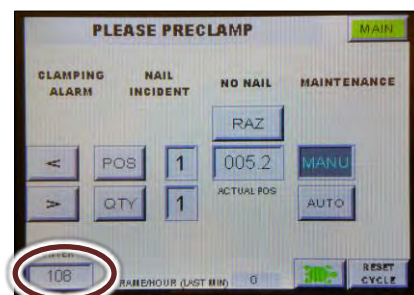 PLEASE PRECLAMP MAIN
CLAMPING ALARM NAIL INCIDENT NO NAIL MAINTENANCE
RAZ
< POS 1 005.2 MANU
ACTUAL POS
> QTY 1 AUTO
108 FRAME/HOUR (LAST MIN) 0 RESET CYCLE